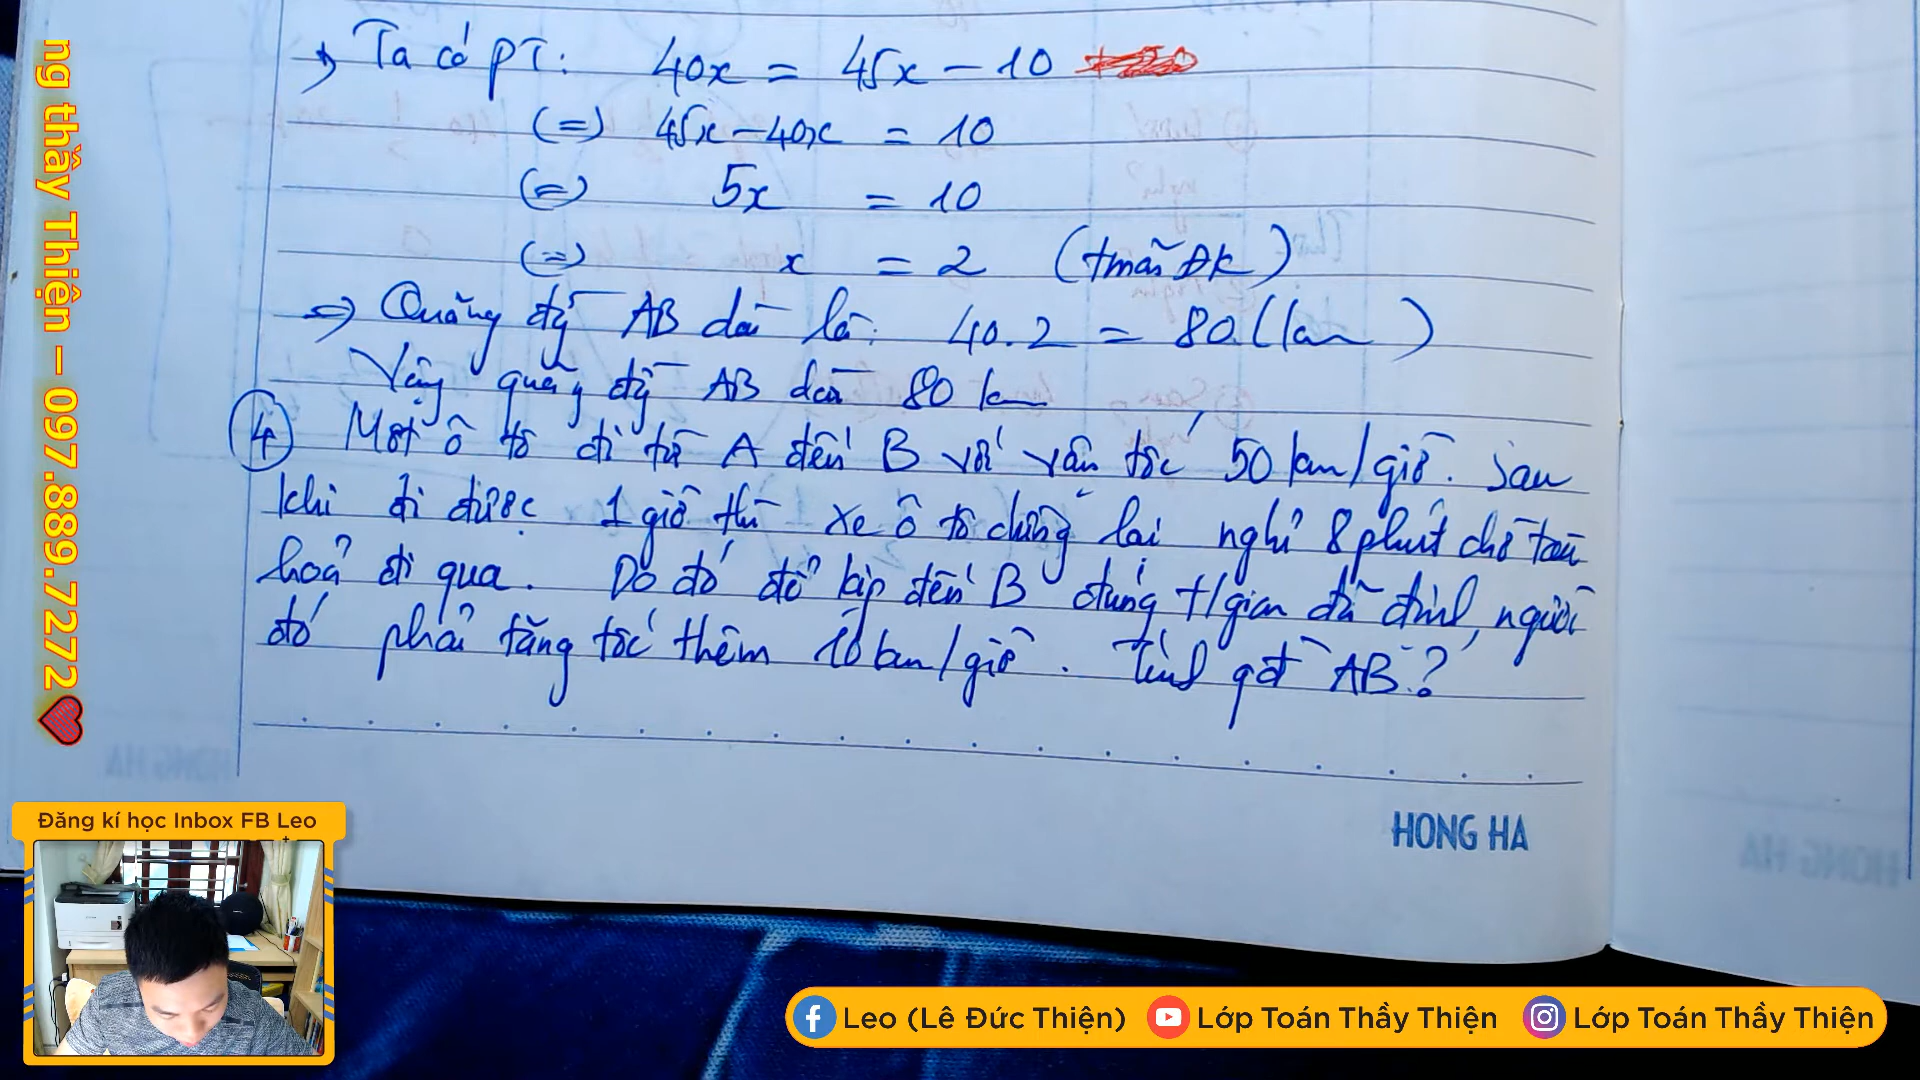 → Ta có PT: 40x = 45x - 10
(=) 45x - 40x = 10
(=) 5x = 10
(=) x = 2 (tmãn ĐK)
=) Quãng đg AB dài là: 40.2 = 80 (km)
Vậy quãng đg AB dài 80 km
④ Một ô tô đi từ A đến B với vân tốc 50 km/giờ. Sau
khi đi được 1 giờ thì xe ô tô dừng lại nghỉ 8 phút chờ tàu
hoả đi qua. Do đó để kịp đến B đúng t/gian đã định, người
đó phải tăng tốc thêm 10 km/giờ. Tính qđ AB?
HONG HA
ng thầy Thiện – 097.889.7272
Đăng kí học Inbox FB Leo
Leo (Lê Đức Thiện) Lớp Toán Thầy Thiện Lớp Toán Thầy Thiện